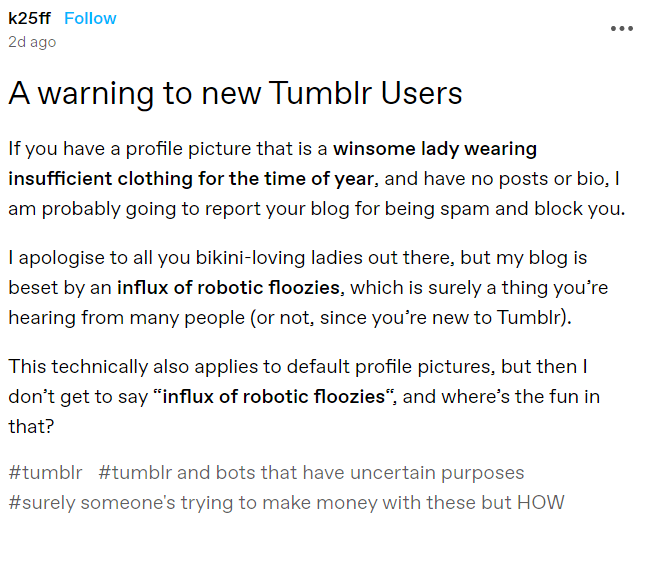 k25ff Follow
2d ago
A warning to new Tumblr Users
If you have a profile picture that is a winsome lady wearing
insufficient clothing for the time of year, and have no posts or bio, I
am probably going to report your blog for being spam and block you.
I apologise to all you bikini-loving ladies out there, but my blog is
beset by an influx of robotic floozies, which is surely a thing you’re
hearing from many people (or not, since you’re new to Tumblr).
This technically also applies to default profile pictures, but then I
don’t get to say “influx of robotic floozies“, and where’s the fun in
that?
#tumblr #tumblr and bots that have uncertain purposes
#surely someone's trying to make money with these but HOW